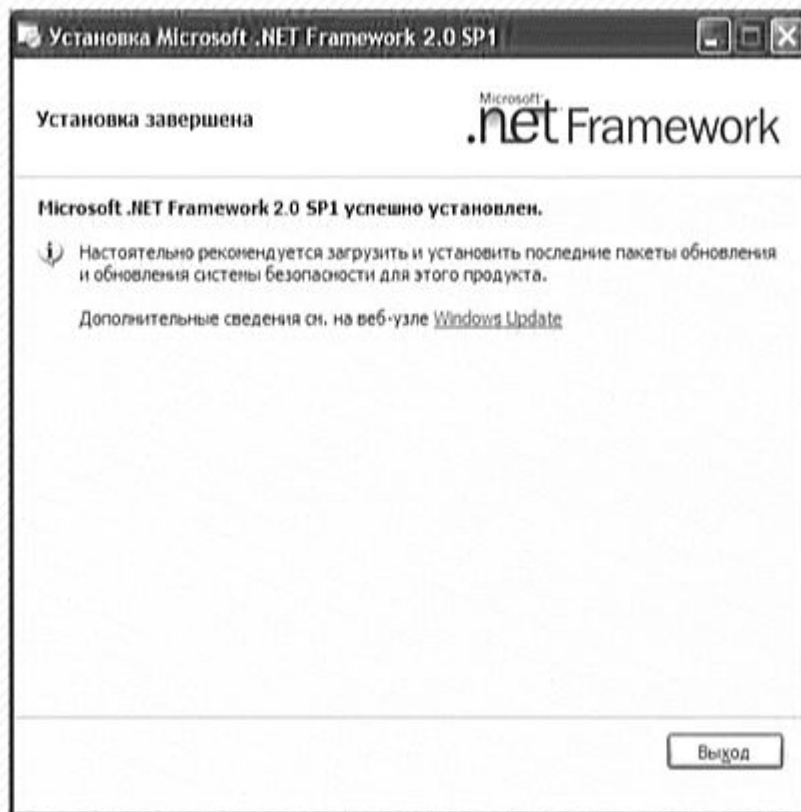 Установка Microsoft .NET Framework 2.0 SP1
Установка завершена
Microsoft
.net Framework
Microsoft .NET Framework 2.0 SP1 успешно установлен.
Настоятельно рекомендуется загрузить и установить последние пакеты обновления
и обновления системы безопасности для этого продукта.
Дополнительные сведения см. на веб-узле Windows Update
Выход